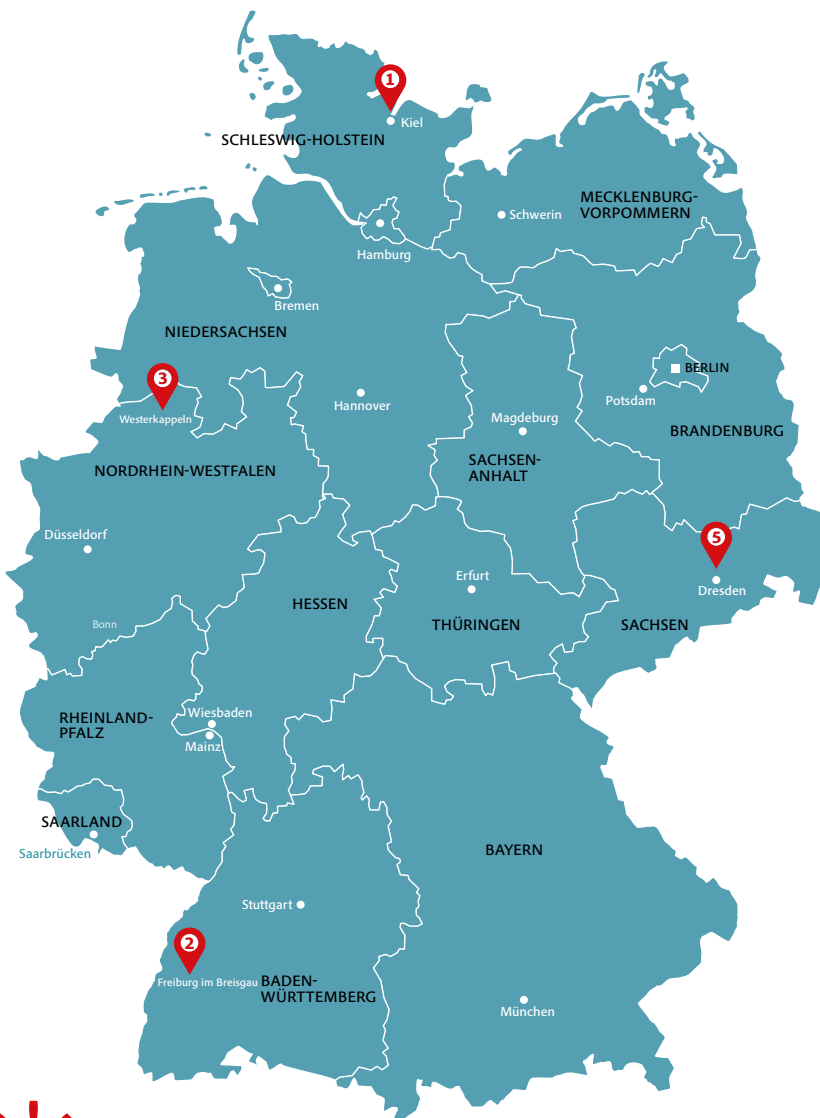 1
Kiel
SCHLESWIG-HOLSTEIN
MECKLENBURG-
VORPOMMERN
Schwerin
Hamburg
Bremen
NIEDERSACHSEN
BERLIN
3
Potsdam
Hannover
Westerkappeln
Magdeburg
BRANDENBURG
NORDRHEIN-WESTFALEN
SACHSEN-
ANHALT
Düsseldorf
5
Erfurt
Dresden
HESSEN
Bonn
THÜRINGEN
SACHSEN
Wiesbaden
RHEINLAND-
PFALZ
Mainz
SAARLAND
Saarbrücken
BAYERN
Stuttgart
2
Freiburg im Breisgau
BADEN-
WÜRTTEMBERG
München